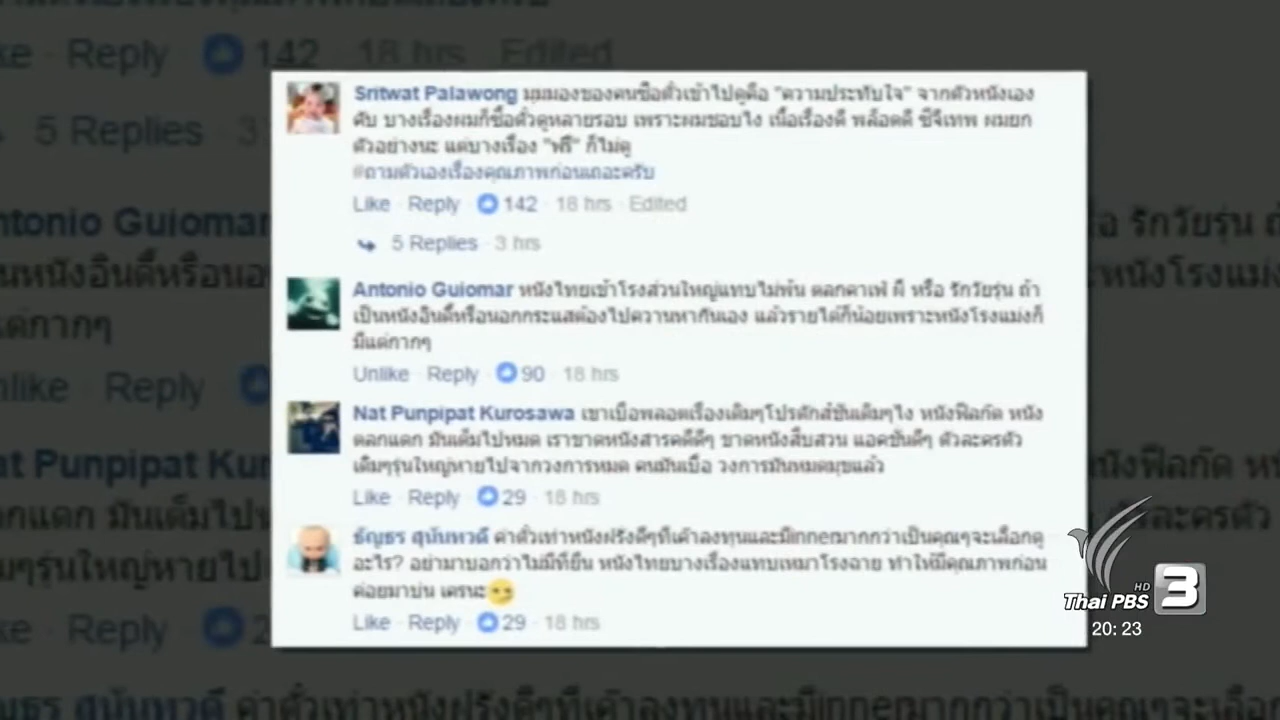 ke Reply 142 18 hrs Edited
5 Replies 3
Sritwat Palawong มุมมองของคนซื้อตั๋วเข้าไปดูคือ "ความประทับใจ" จากตัวหนังเอง
คับ บางเรื่องผมก็ซื้อตั๋วดูหลายรอบ เพราะผมชอบไง เนื้อเรื่องดี พล็อตดี ซีจีเทพ ผมยก
ตัวอย่างนะ แต่บางเรื่อง "ฟรี" ก็ไม่ดู
#ถามตัวเองเรื่องคุณภาพก่อนเถอะครับ
Like · Reply · 142 · 18 hrs · Edited
5 Replies · 3 hrs
Antonio Guiomar หนังไทยเข้าโรงส่วนใหญ่แทบไม่พ้น ตลกคาเฟ่ ผี หรือ รักวัยรุ่น ถ้า
เป็นหนังอินดี้หรือนอกกระแสต้องไปควานหากันเอง แล้วรายได้ก็น้อยเพราะหนังโรงแม่งก็
มีแต่กากๆ
Unlike · Reply · 90 · 18 hrs
Nat Punpipat Kurosawa เขาเบื่อพลอตเรื่องเดิมๆโปรดักส์ชั่นเดิมๆไง หนังฟีลกัด หนัง
ตลกแดก มันเต็มไปหมด เราขาดหนังสารคดีดีๆ ขาดหนังสืบสวน แอคชั่นดีๆ ตัวละครตัว
เดิมๆรุ่นใหญ่หายไปจากวงการหมด คนมันเบื่อ วงการมันหมดมุขแล้ว
Like · Reply · 29 · 18 hrs
ธัญธร สุนันทวดี ค่าตั๋วเท่าหนังฝรั่งดีๆที่เค้าลงทุนและมีinnerมากกว่าเป็นคุณๆจะเลือกดู
อะไร? อย่ามาบอกว่าไม่มีที่ยืน หนังไทยบางเรื่องแทบเหมาโรงฉาย ทำให้มีคุณภาพก่อน
ค่อยมาบ่น เครนะ
Like · Reply · 29 · 18 hrs
HD
Thai PBS 3
20: 23